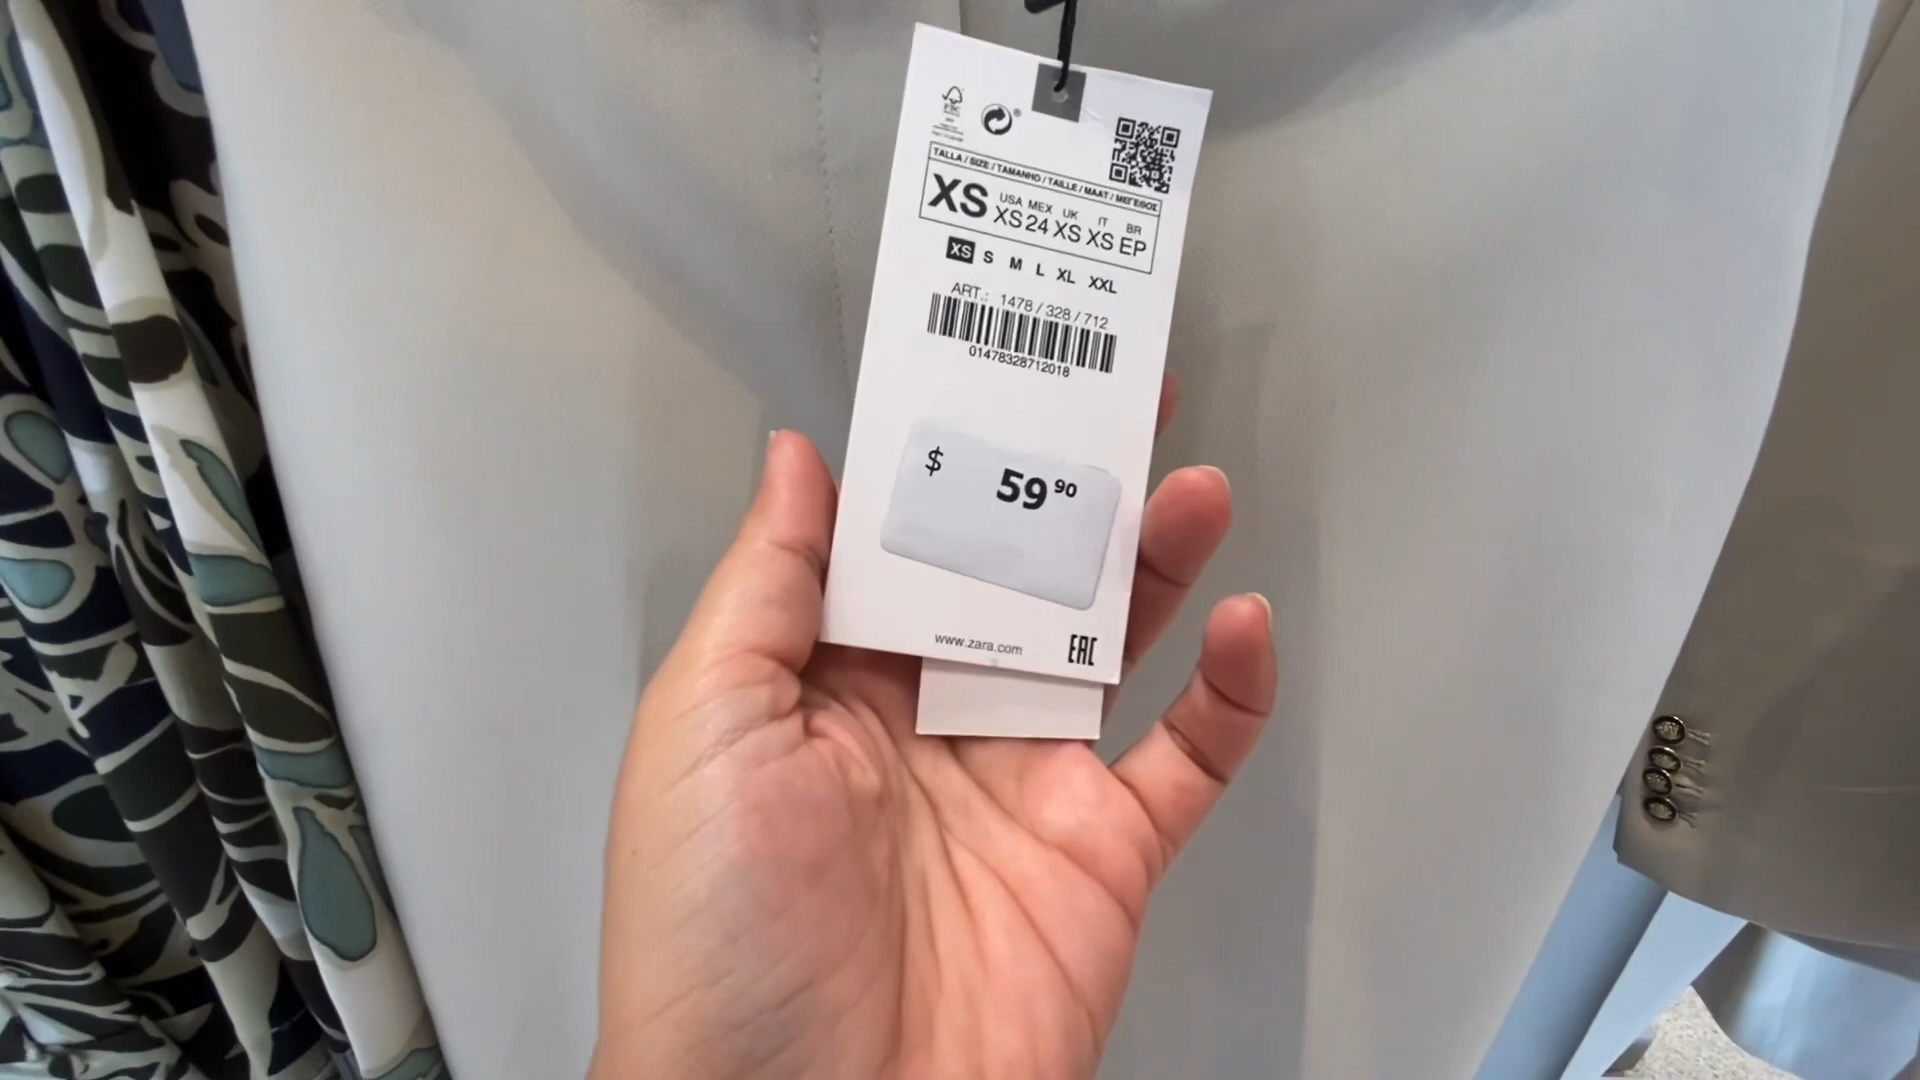 TALLA / SIZE / TAMANHO / TAILLE / MAAT / ΜΕΓΕΘΟΣ
XS USA XS MEX 24 UK XS IT XS BR EP
XS S M L XL XXL
ART.: 1478 / 328 / 712
01478328712018
$ 59 90
www.zara.com
EAC